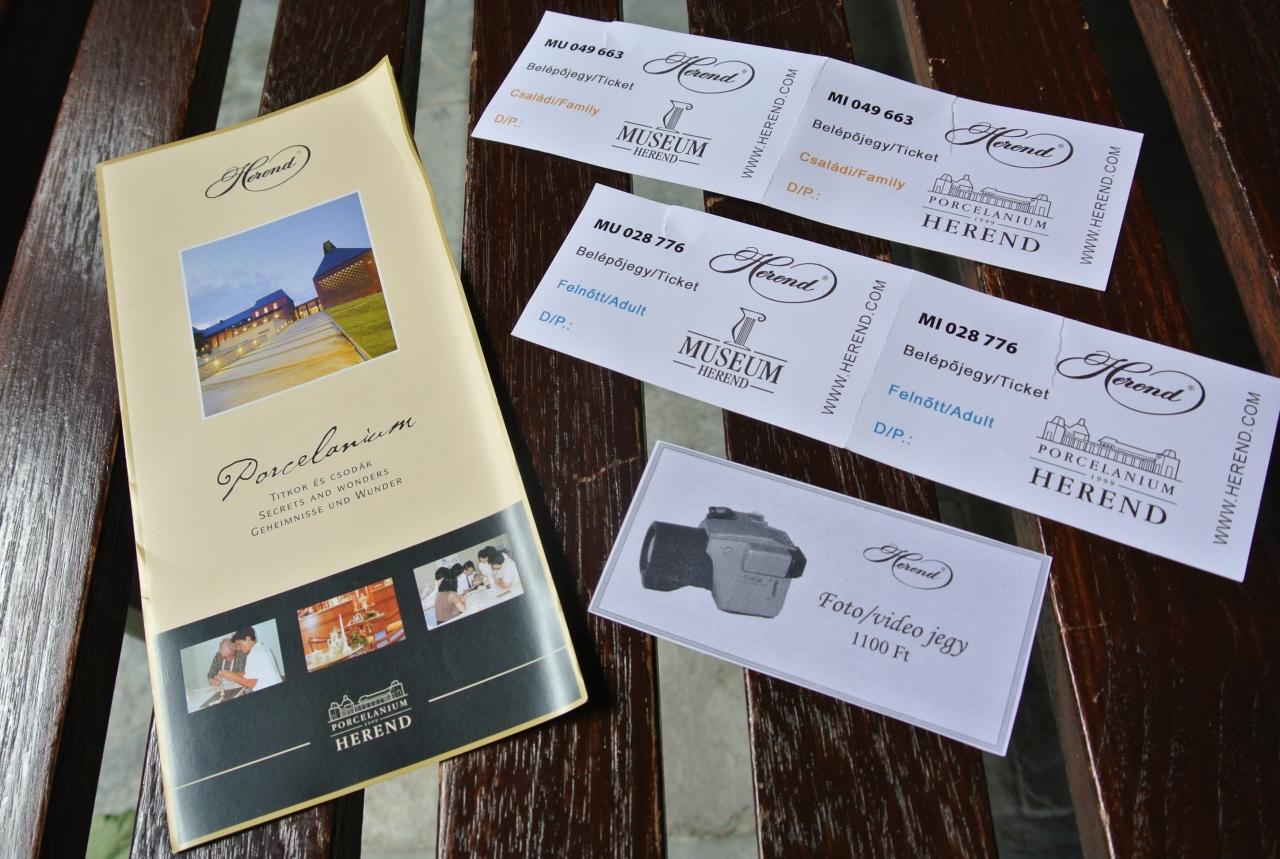 Herend
Porcelanium
Titkok és csodák
Secrets and wonders
Geheimnisse und Wunder
PORCELANIUM
1999
HEREND
MU 049 663
Belépőjegy/Ticket
Családi/Family
D/P.:
Herend®
MUSEUM
HEREND
WWW.HEREND.COM
MI 049 663
Belépőjegy/Ticket
Családi/Family
D/P.:
Herend®
PORCELANIUM
1999
HEREND
WWW.HEREND.COM
MU 028 776
Belépőjegy/Ticket
Felnőtt/Adult
D/P.:
Herend®
MUSEUM
HEREND
WWW.HEREND.COM
MI 028 776
Belépőjegy/Ticket
Felnőtt/Adult
D/P.:
Herend®
PORCELANIUM
1999
HEREND
WWW.HEREND.COM
Herend
Foto/video jegy
1100 Ft